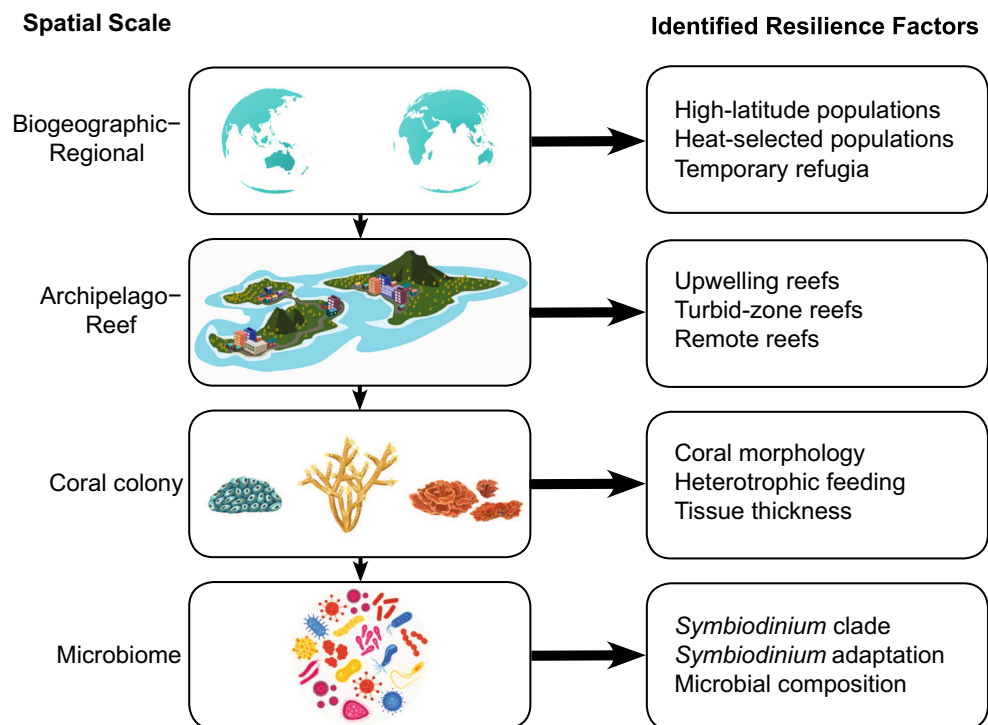 Spatial Scale
Identified Resilience Factors
Biogeographic−
Regional
High-latitude populations
Heat-selected populations
Temporary refugia
Archipelago−
Reef
Upwelling reefs
Turbid-zone reefs
Remote reefs
Coral colony
Coral morphology
Heterotrophic feeding
Tissue thickness
Microbiome
Symbiodinium clade
Symbiodinium adaptation
Microbial composition